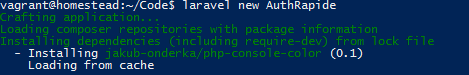 vagrant@homestead:~/Code$ laravel new AuthRapide
Crafting application...
Loading composer repositories with package information
Installing dependencies (including require-dev) from lock file
- Installing jakub-onderka/php-console-color (0.1)
Loading from cache